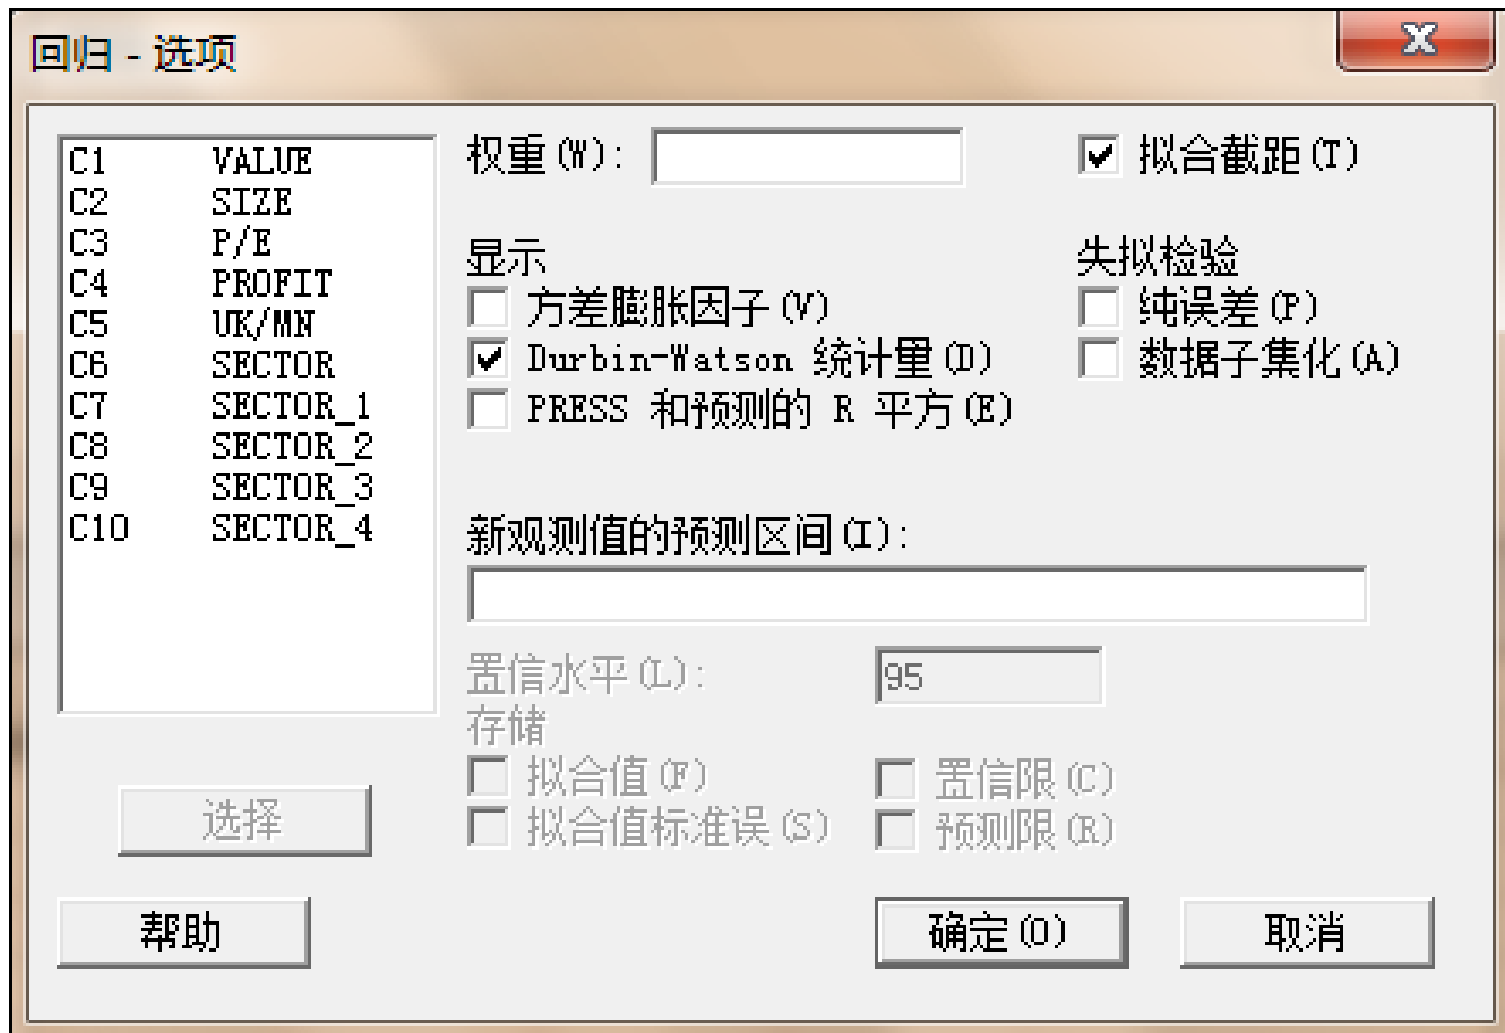 回归 - 选项
C1 VALUE
C2 SIZE
C3 P/E
C4 PROFIT
C5 UK/MN
C6 SECTOR
C7 SECTOR_1
C8 SECTOR_2
C9 SECTOR_3
C10 SECTOR_4
权重(W):
拟合截距(T)
显示
方差膨胀因子(V)
Durbin-Watson 统计量(D)
PRESS 和预测的 R 平方(E)
失拟检验
纯误差(P)
数据子集化(A)
新观测值的预测区间(I):
置信水平(L): 95
存储
拟合值(F)
置信限(C)
拟合值标准误(S)
预测限(R)
选择
帮助
确定(O)
取消